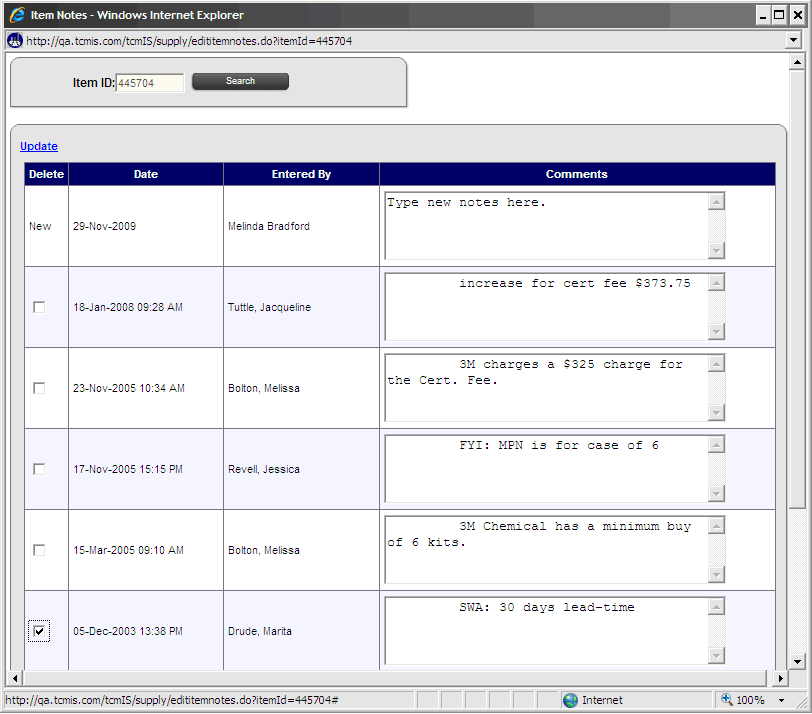 Item Notes - Windows Internet Explorer
http://qa.tcmis.com/tcmIS/supply/edititemnotes.do?itemId=445704
Item ID: 445704 Search
Update
Delete Date Entered By Comments
New 29-Nov-2009 Melinda Bradford Type new notes here.
18-Jan-2008 09:28 AM Tuttle, Jacqueline increase for cert fee $373.75
23-Nov-2005 10:34 AM Bolton, Melissa 3M charges a $325 charge for
the Cert. Fee.
17-Nov-2005 15:15 PM Revell, Jessica FYI: MPN is for case of 6
15-Mar-2005 09:10 AM Bolton, Melissa 3M Chemical has a minimum buy
of 6 kits.
05-Dec-2003 13:38 PM Drude, Marita SWA: 30 days lead-time
http://qa.tcmis.com/tcmIS/supply/edititemnotes.do?itemId=445704# Internet 100%